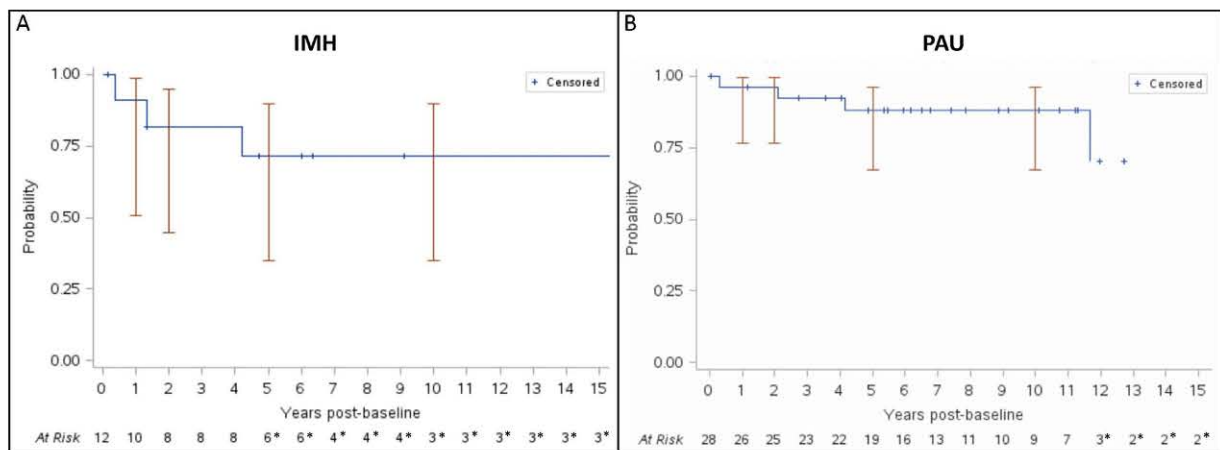 A
IMH
1.00
+ Censored
0.75
0.50
0.25
0.00
Probability
0 1 2 3 4 5 6 7 8 9 10 11 12 13 14 15
Years post-baseline
At Risk 12 10 8 8 8 6* 6* 4* 4* 4* 3* 3* 3* 3* 3* 3*
B
PAU
1.00
+ Censored
0.75
0.50
0.25
0.00
Probability
0 1 2 3 4 5 6 7 8 9 10 11 12 13 14 15
Years post-baseline
At Risk 28 26 25 23 22 19 16 13 11 10 9 7 3* 2* 2* 2*